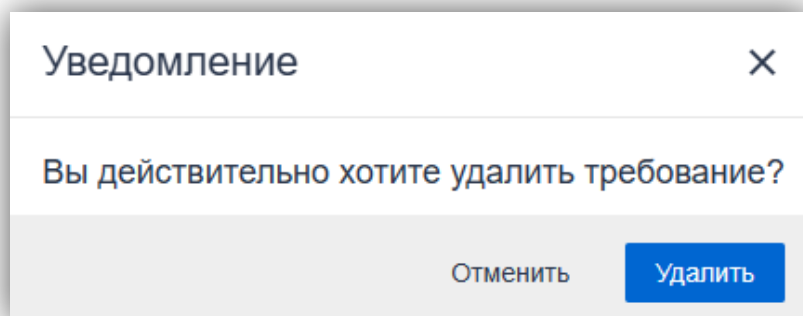 Уведомление
Вы действительно хотите удалить требование?
Отменить
Удалить